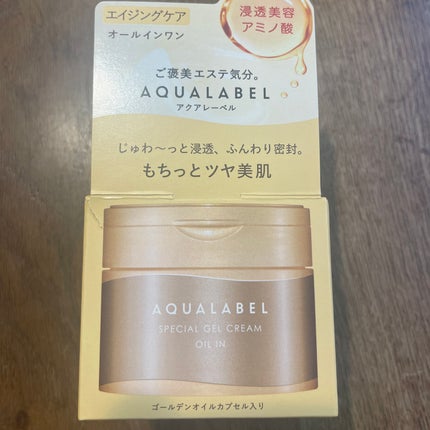 エイジングケア
オールインワン
浸透美容
アミノ酸
ご褒美エステ気分。
AQUALABEL
アクアレーベル
じゅわ〜っと浸透、ふんわり密封。
もちっとツヤ美肌
AQUALABEL
SPECIAL GEL CREAM
OIL IN
ゴールデンオイルカプセル入り